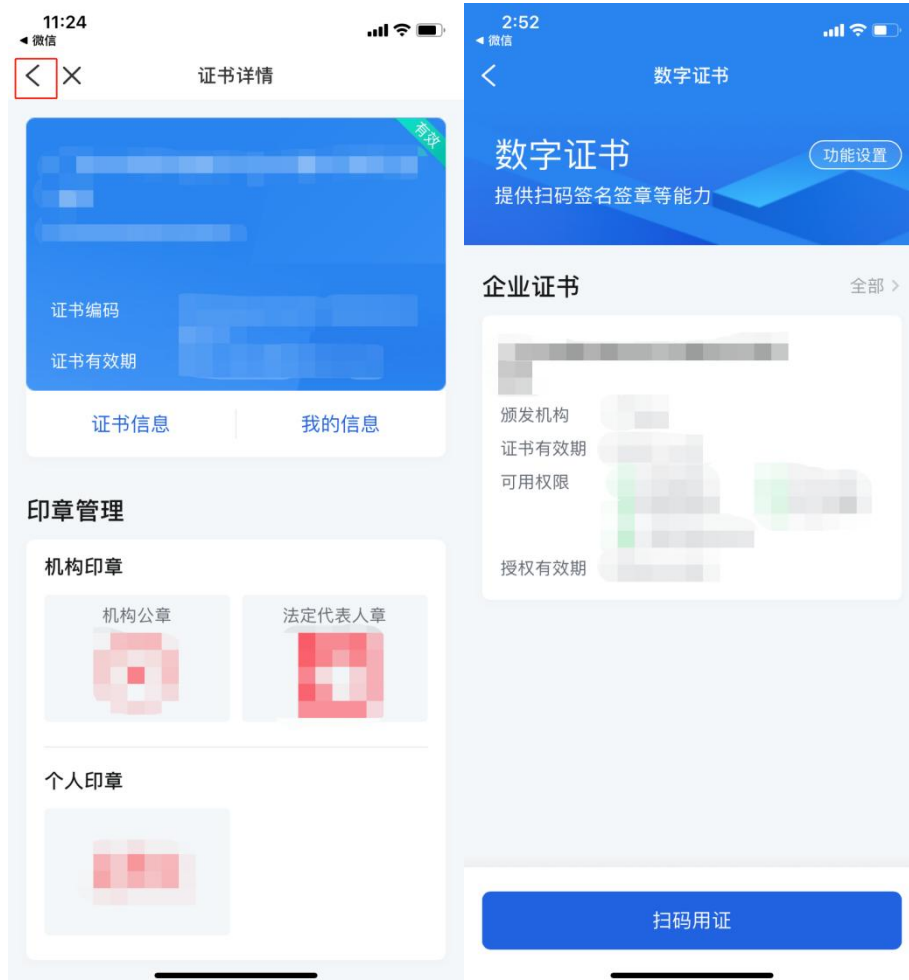 11:24
微信
证书详情
有效
证书编码
证书有效期
证书信息
我的信息
印章管理
机构印章
机构公章
法定代表人章
个人印章
2:52
微信
数字证书
数字证书
功能设置
提供扫码签名签章等能力
企业证书
全部
颁发机构
证书有效期
可用权限
授权有效期
扫码用证